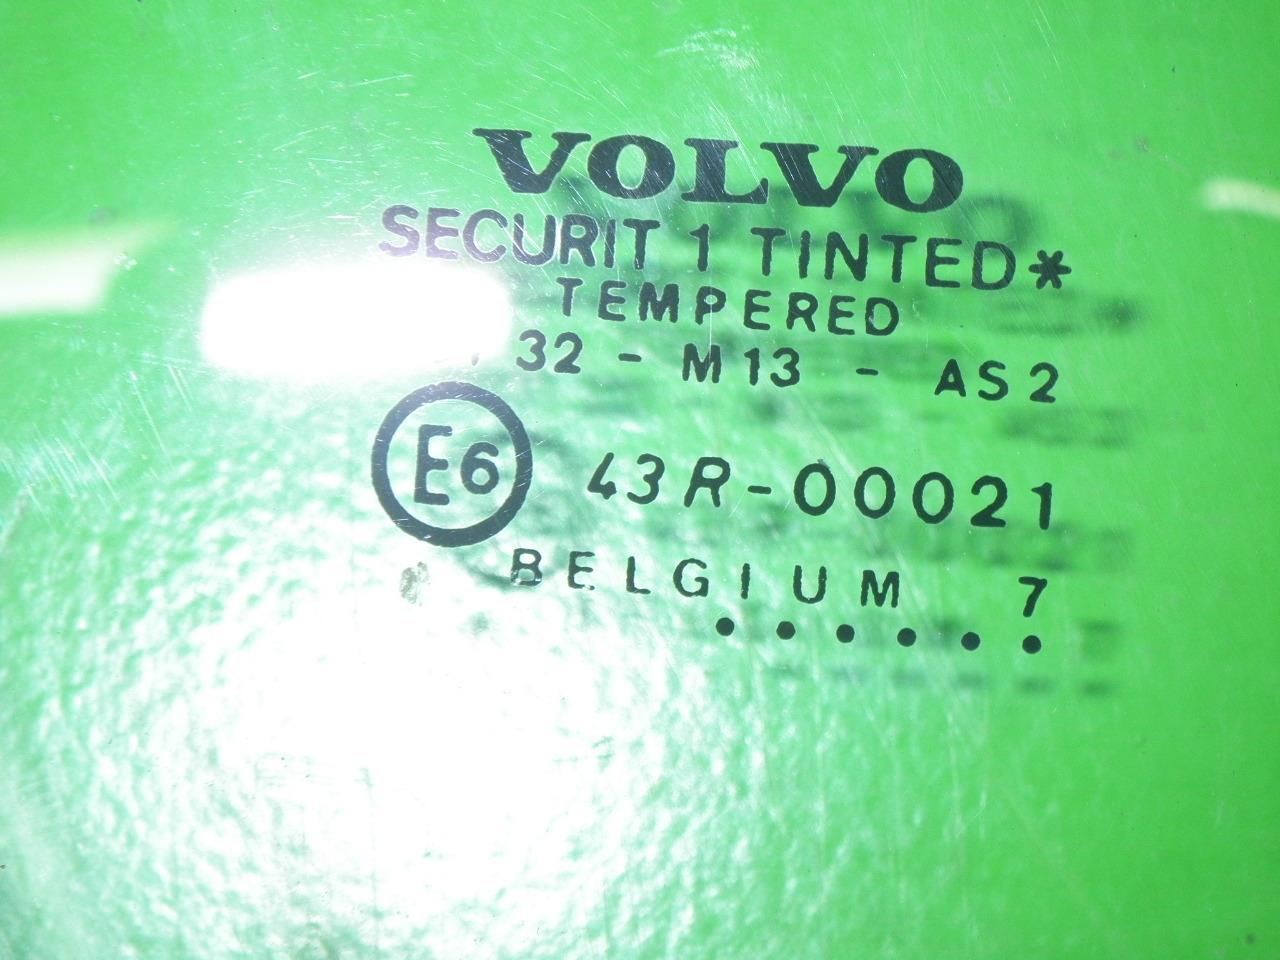 VOLVO
SECURIT 1 TINTED*
TEMPERED
32 - M13 - AS2
E6 43R-00021
BELGIUM 7
......